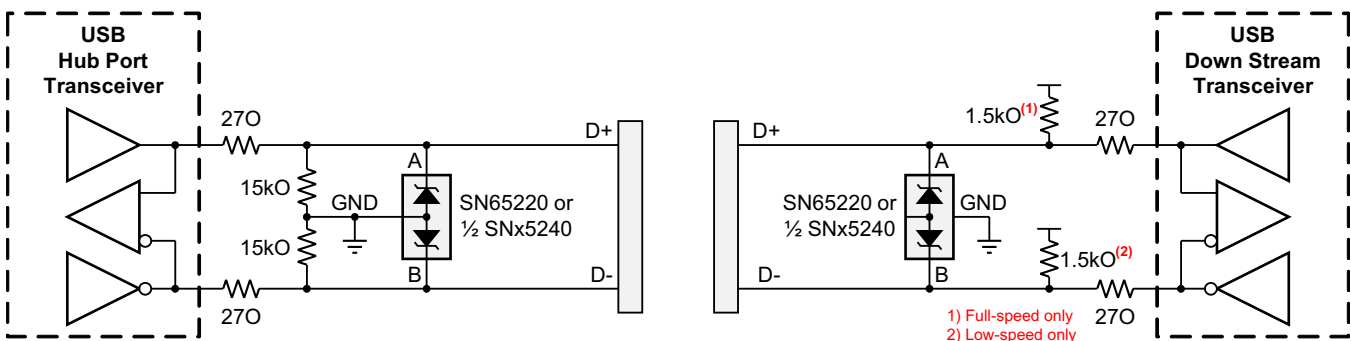 USB
Hub Port
Transceiver
27O
15kO
15kO
27O
GND
A
B
SN65220 or
½ SNx5240
D+
D-
D+
D-
A
B
SN65220 or
½ SNx5240
GND
1.5kO(1)
27O
1.5kO(2)
27O
1) Full-speed only
2) Low-speed only
USB
Down Stream
Transceiver